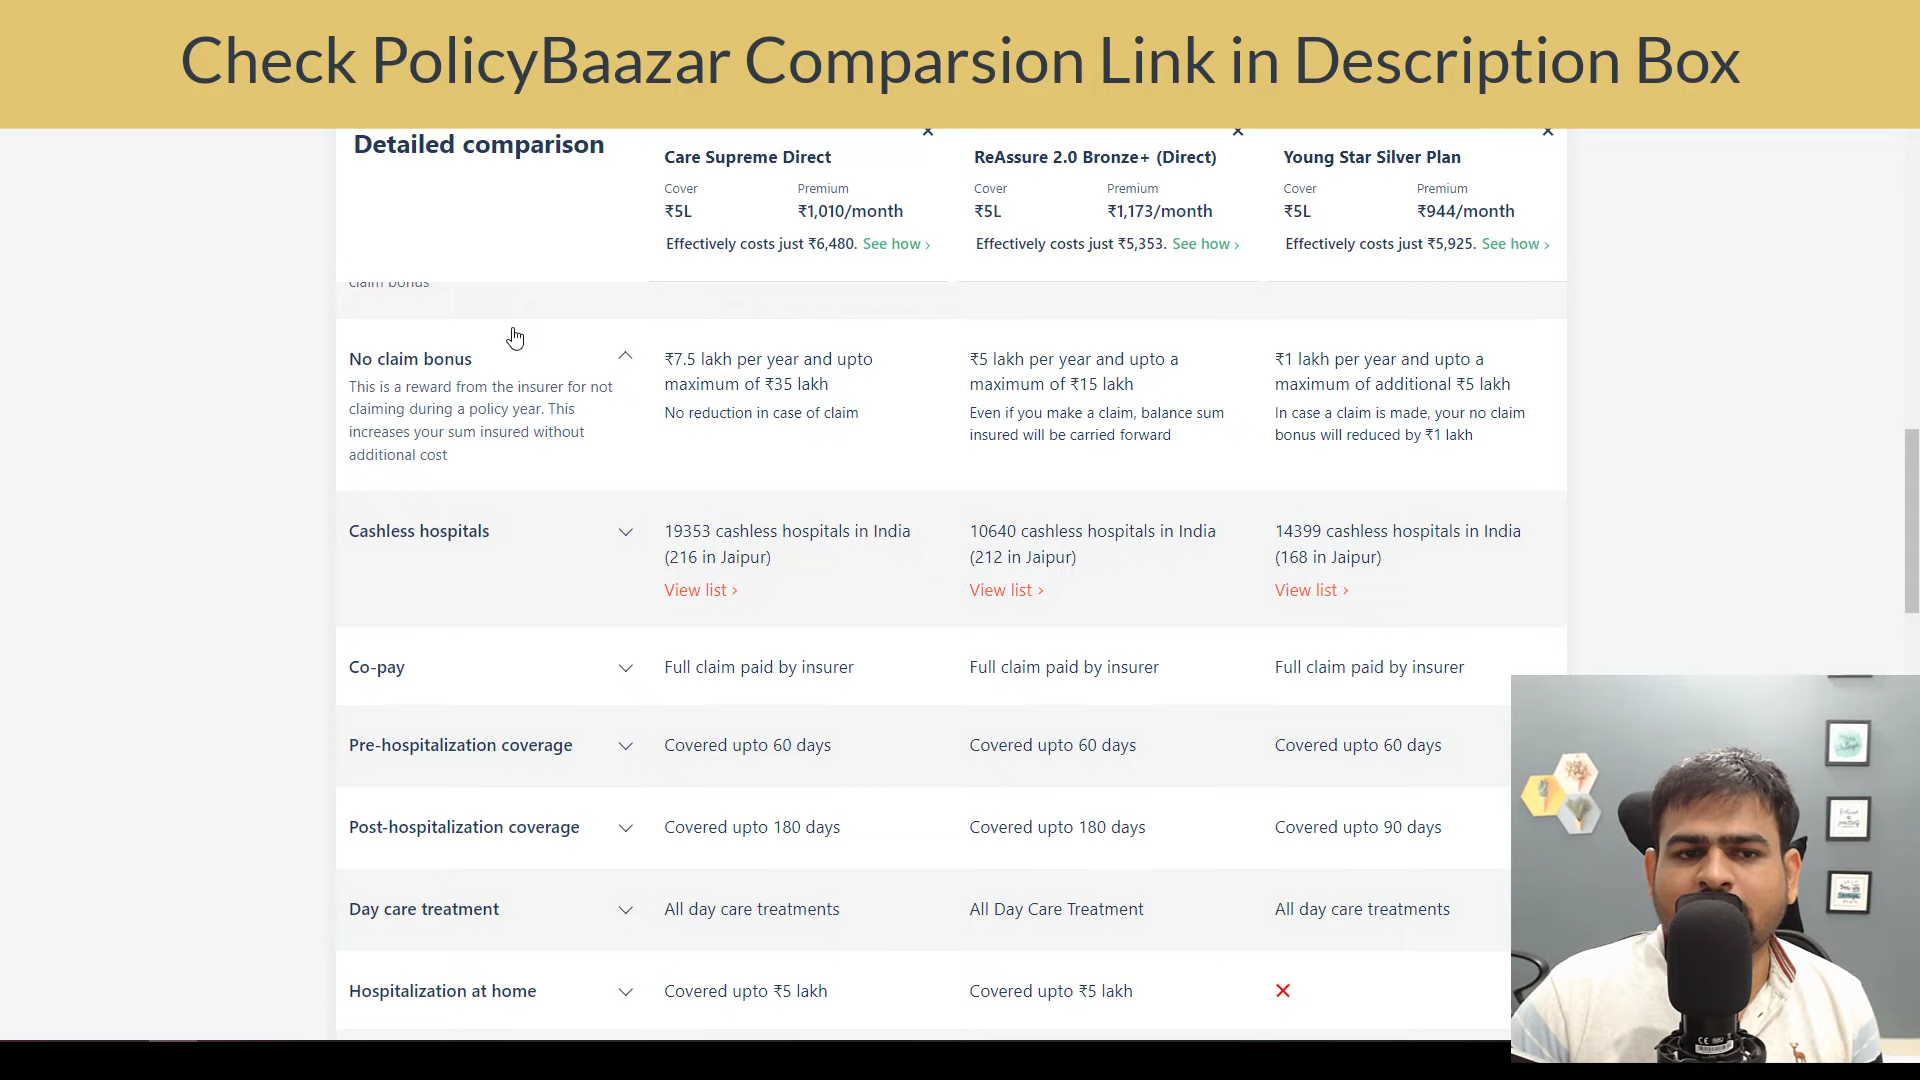 Check PolicyBaazar Comparsion Link in Description Box
Detailed comparison
Care Supreme Direct
Cover
Premium
₹5L
₹1,010/month
Effectively costs just ₹6,480. See how ›
ReAssure 2.0 Bronze+ (Direct)
Cover
Premium
₹5L
₹1,173/month
Effectively costs just ₹5,353. See how ›
Young Star Silver Plan
Cover
Premium
₹5L
₹944/month
Effectively costs just ₹5,925. See how ›
claim bonus
No claim bonus
This is a reward from the insurer for not
claiming during a policy year. This
increases your sum insured without
additional cost
₹7.5 lakh per year and upto
maximum of ₹35 lakh
No reduction in case of claim
₹5 lakh per year and upto a
maximum of ₹15 lakh
Even if you make a claim, balance sum
insured will be carried forward
₹1 lakh per year and upto a
maximum of additional ₹5 lakh
In case a claim is made, your no claim
bonus will reduced by ₹1 lakh
Cashless hospitals
19353 cashless hospitals in India
(216 in Jaipur)
View list ›
10640 cashless hospitals in India
(212 in Jaipur)
View list ›
14399 cashless hospitals in India
(168 in Jaipur)
View list ›
Co-pay
Full claim paid by insurer
Full claim paid by insurer
Full claim paid by insurer
Pre-hospitalization coverage
Covered upto 60 days
Covered upto 60 days
Covered upto 60 days
Post-hospitalization coverage
Covered upto 180 days
Covered upto 180 days
Covered upto 90 days
Day care treatment
All day care treatments
All Day Care Treatment
All day care treatments
Hospitalization at home
Covered upto ₹5 lakh
Covered upto ₹5 lakh